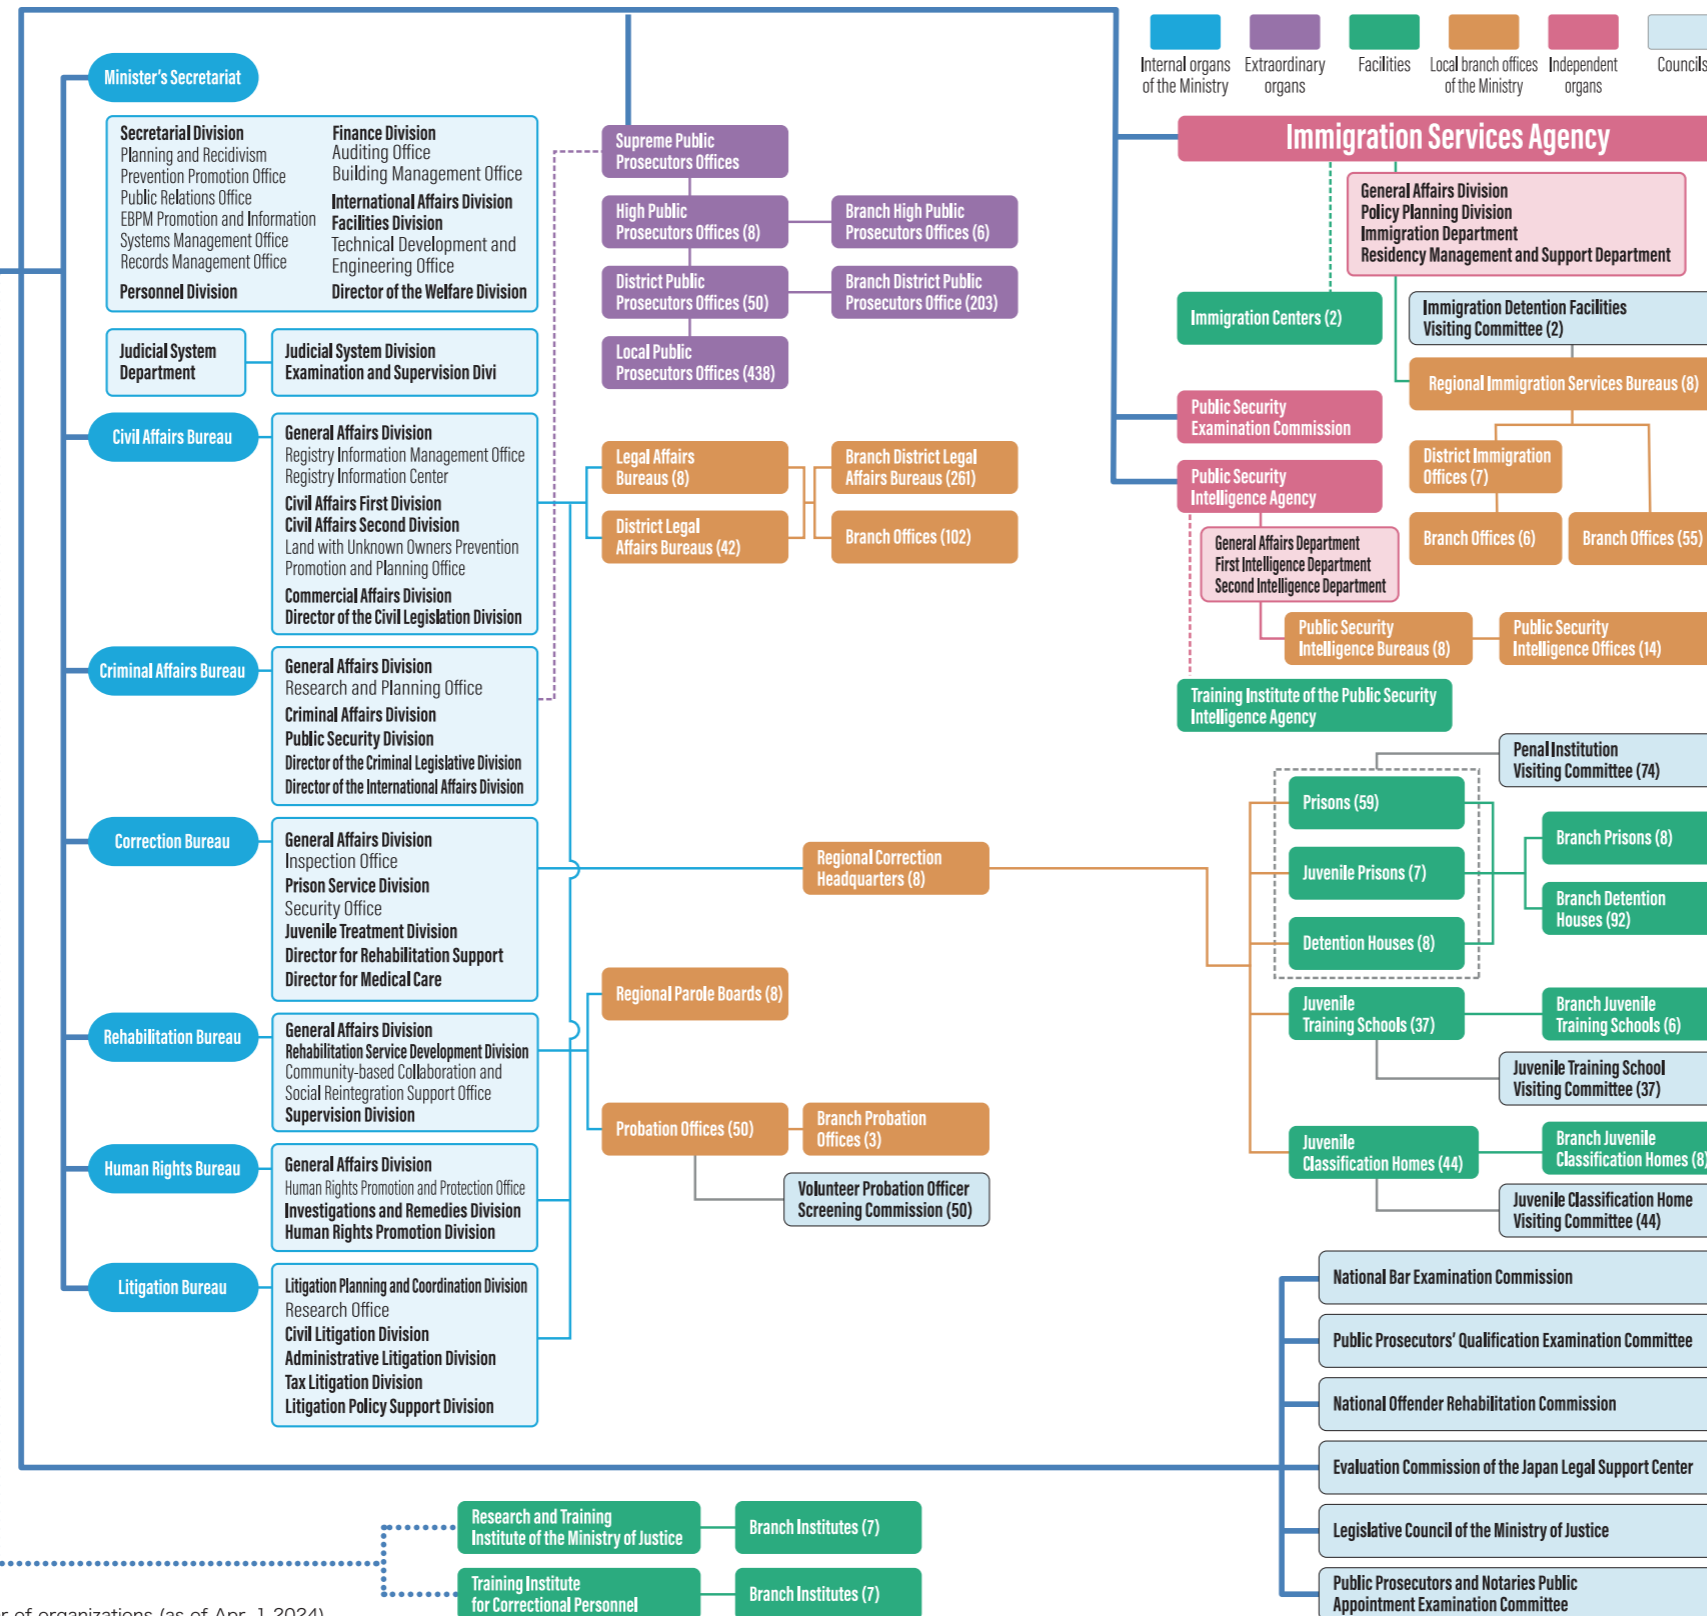 Internal organs
of the Ministry
Extraordinary
organs
Facilities
Local branch offices
of the Ministry
Independent
organs
Councils
Minister's Secretariat
Secretarial Division
Planning and Recidivism
Prevention Promotion Office
Public Relations Office
EBPM Promotion and Information
Systems Management Office
Records Management Office
Personnel Division
Finance Division
Auditing Office
Building Management Office
International Affairs Division
Facilities Division
Technical Development and
Engineering Office
Director of the Welfare Division
Judicial System
Department
Judicial System Division
Examination and Supervision Divi
Civil Affairs Bureau
General Affairs Division
Registry Information Management Office
Registry Information Center
Civil Affairs First Division
Civil Affairs Second Division
Land with Unknown Owners Prevention
Promotion and Planning Office
Commercial Affairs Division
Director of the Civil Legislation Division
Criminal Affairs Bureau
General Affairs Division
Research and Planning Office
Criminal Affairs Division
Public Security Division
Director of the Criminal Legislative Division
Director of the International Affairs Division
Correction Bureau
General Affairs Division
Inspection Office
Prison Service Division
Security Office
Juvenile Treatment Division
Director for Rehabilitation Support
Director for Medical Care
Rehabilitation Bureau
General Affairs Division
Rehabilitation Service Development Division
Community-based Collaboration and
Social Reintegration Support Office
Supervision Division
Human Rights Bureau
General Affairs Division
Human Rights Promotion and Protection Office
Investigations and Remedies Division
Human Rights Promotion Division
Litigation Bureau
Litigation Planning and Coordination Division
Research Office
Civil Litigation Division
Administrative Litigation Division
Tax Litigation Division
Litigation Policy Support Division
Supreme Public
Prosecutors Offices
High Public
Prosecutors Offices (8)
Branch High Public
Prosecutors Offices (6)
District Public
Prosecutors Offices (50)
Branch District Public
Prosecutors Office (203)
Local Public
Prosecutors Offices (438)
Legal Affairs
Bureaus (8)
Branch District Legal
Affairs Bureaus (261)
District Legal
Affairs Bureaus (42)
Branch Offices (102)
Regional Correction
Headquarters (8)
Regional Parole Boards (8)
Probation Offices (50)
Branch Probation
Offices (3)
Volunteer Probation Officer
Screening Commission (50)
Immigration Services Agency
General Affairs Division
Policy Planning Division
Immigration Department
Residency Management and Support Department
Immigration Centers (2)
Immigration Detention Facilities
Visiting Committee (2)
Regional Immigration Services Bureaus (8)
District Immigration
Offices (7)
Branch Offices (6)
Branch Offices (55)
Public Security
Examination Commission
Public Security
Intelligence Agency
General Affairs Department
First Intelligence Department
Second Intelligence Department
Public Security
Intelligence Bureaus (8)
Public Security
Intelligence Offices (14)
Training Institute of the Public Security
Intelligence Agency
Penal Institution
Visiting Committee (74)
Prisons (59)
Juvenile Prisons (7)
Detention Houses (8)
Branch Prisons (8)
Branch Detention
Houses (92)
Juvenile
Training Schools (37)
Branch Juvenile
Training Schools (6)
Juvenile Training School
Visiting Committee (37)
Juvenile
Classification Homes (44)
Branch Juvenile
Classification Homes (8)
Juvenile Classification Home
Visiting Committee (44)
National Bar Examination Commission
Public Prosecutors' Qualification Examination Committee
National Offender Rehabilitation Commission
Evaluation Commission of the Japan Legal Support Center
Legislative Council of the Ministry of Justice
Public Prosecutors and Notaries Public
Appointment Examination Committee
Research and Training
Institute of the Ministry of Justice
Branch Institutes (7)
Training Institute
for Correctional Personnel
Branch Institutes (7)
of organizations (as of Apr. 1 2024)